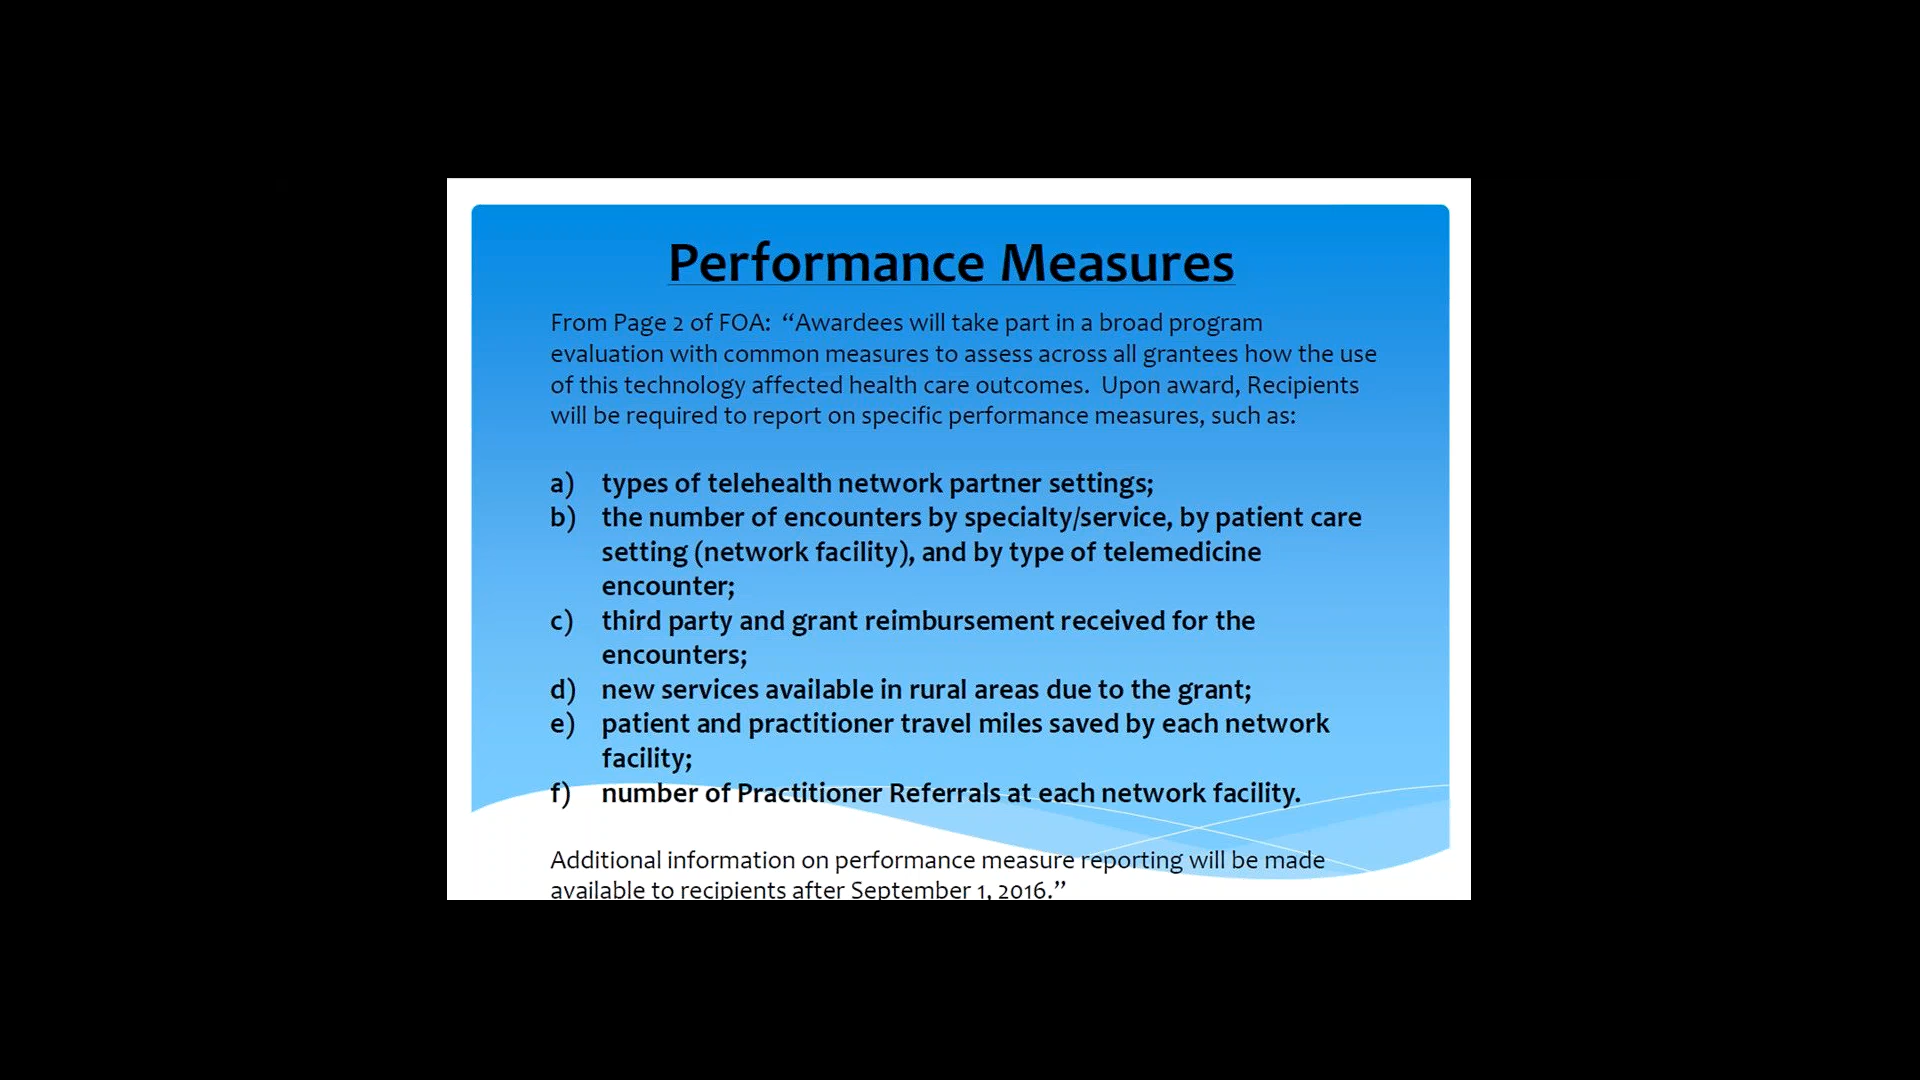 Performance Measures
From Page 2 of FOA:  “Awardees will take part in a broad program
evaluation with common measures to assess across all grantees how the use
of this technology affected health care outcomes.  Upon award, Recipients
will be required to report on specific performance measures, such as:
a) types of telehealth network partner settings;
b) the number of encounters by specialty/service, by patient care
setting (network facility), and by type of telemedicine
encounter;
c) third party and grant reimbursement received for the
encounters;
d) new services available in rural areas due to the grant;
e) patient and practitioner travel miles saved by each network
facility;
f) number of Practitioner Referrals at each network facility.
Additional information on performance measure reporting will be made
available to recipients after September 1, 2016.”